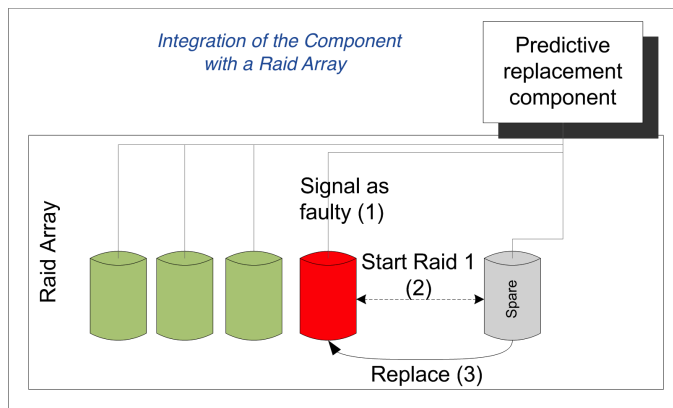 Integration of the Component
with a Raid Array
Predictive
replacement
component
Raid Array
Signal as
faulty (1)
Start Raid 1
(2)
Spare
Replace (3)